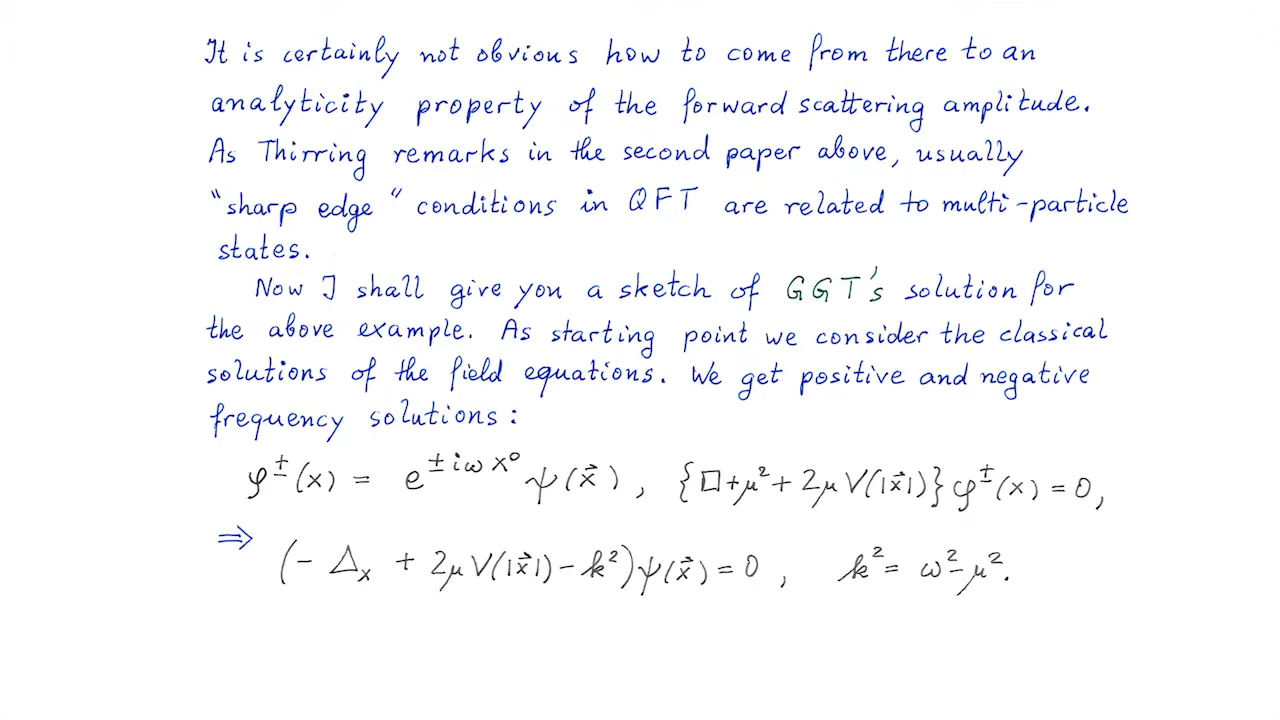 It is certainly not obvious how to come from there to an
analyticity property of the forward scattering amplitude.
As Thirring remarks in the second paper above, usually
"sharp edge" conditions in QFT are related to multi-particle
states.
Now I shall give you a sketch of GGT's solution for
the above example. As starting point we consider the classical
solutions of the field equations. We get positive and negative
frequency solutions:
φ^±(x) = e^{±iωx⁰} ψ(x⃗), {□+μ²+2μV(|x⃗|)}φ^±(x)=0,
⇒
(-Δₓ + 2μV(|x⃗|)-k²)ψ(x⃗)=0, k²=ω²-μ².